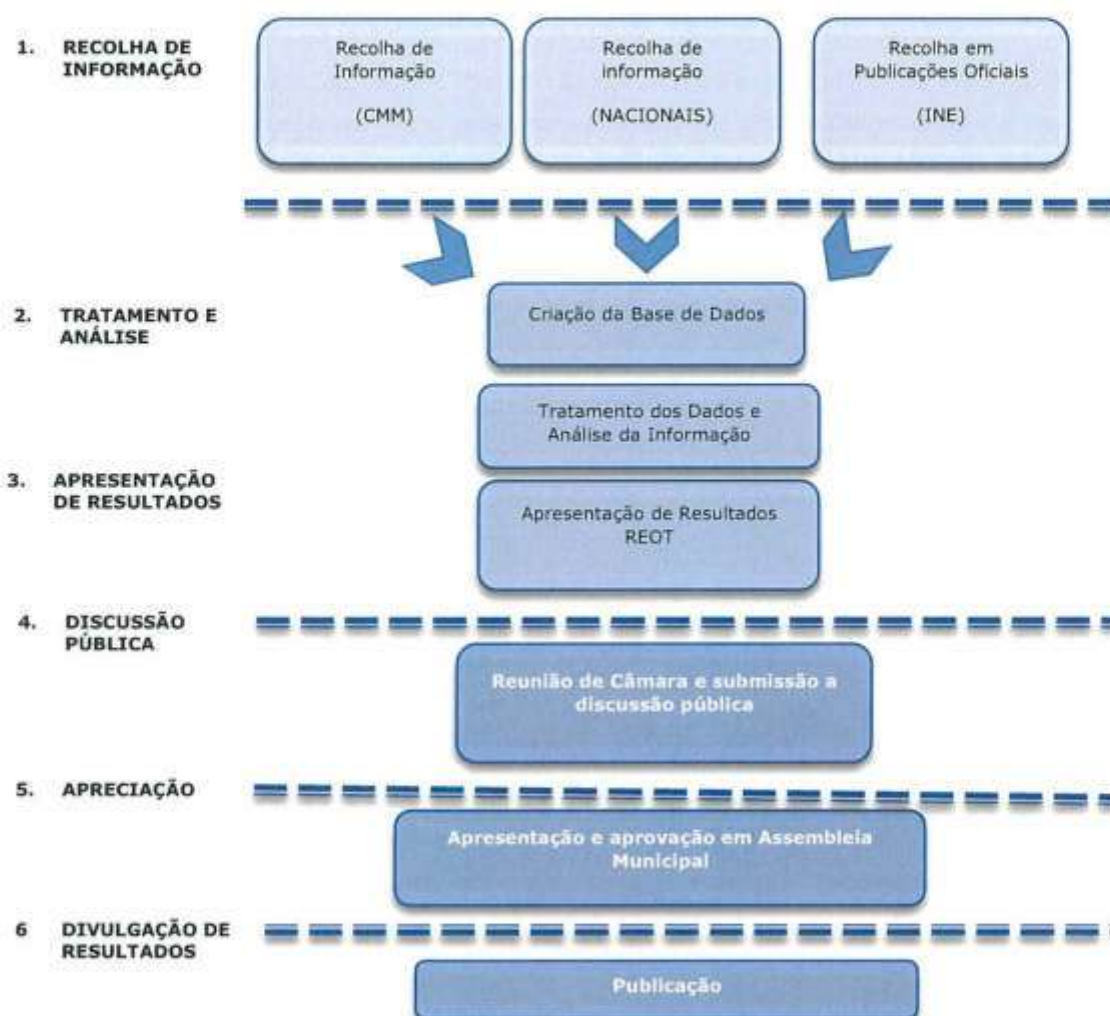 1. RECOLHA DE
INFORMAÇÃO
Recolha de
Informação
(CMM)
Recolha de
informação
(NACIONAIS)
Recolha em
Publicações Oficiais
(INE)
2. TRATAMENTO E
ANÁLISE
Criação da Base de Dados
Tratamento dos Dados e
Análise da Informação
3. APRESENTAÇÃO
DE RESULTADOS
Apresentação de Resultados
REOT
4. DISCUSSÃO
PÚBLICA
Reunião de Câmara e submissão a
discussão pública
5. APRECIAÇÃO
Apresentação e aprovação em Assembleia
Municipal
6 DIVULGAÇÃO DE
RESULTADOS
Publicação